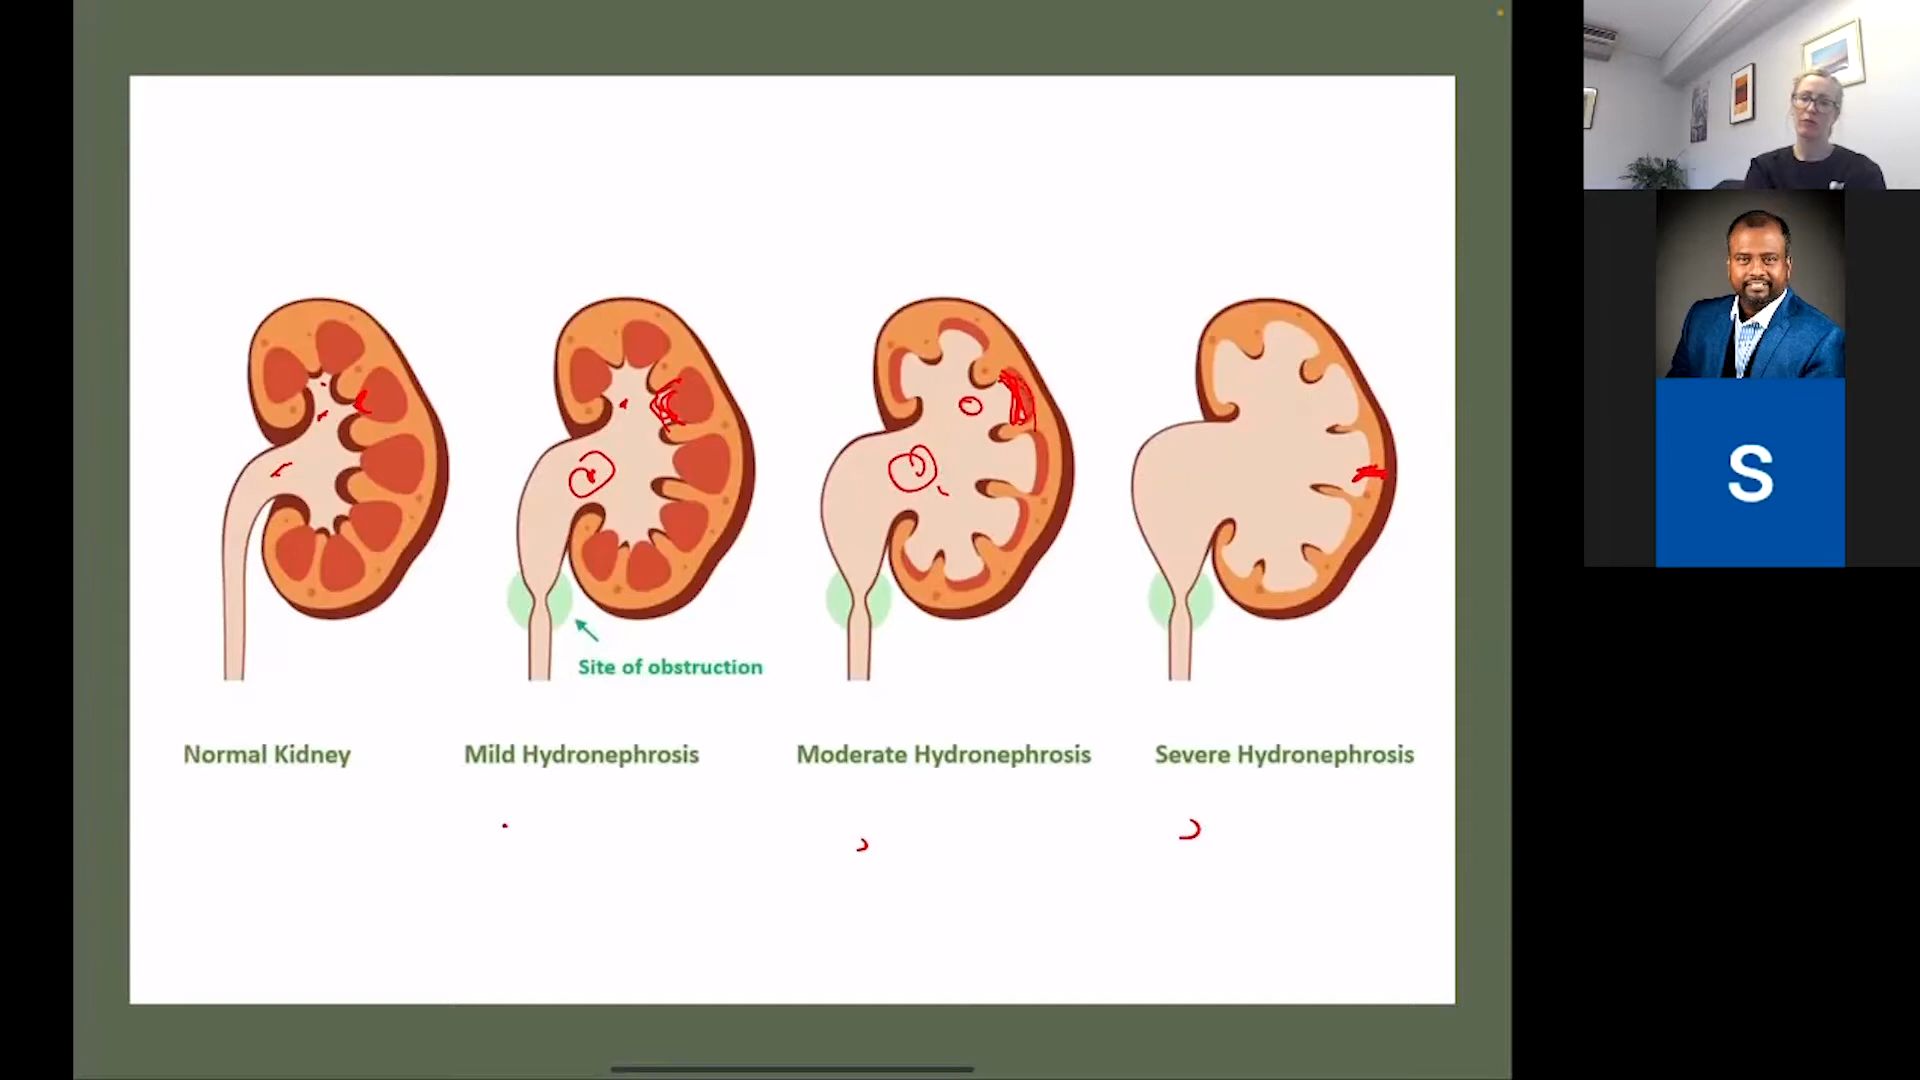 Site of obstruction
Normal Kidney
Mild Hydronephrosis
Moderate Hydronephrosis
Severe Hydronephrosis
S